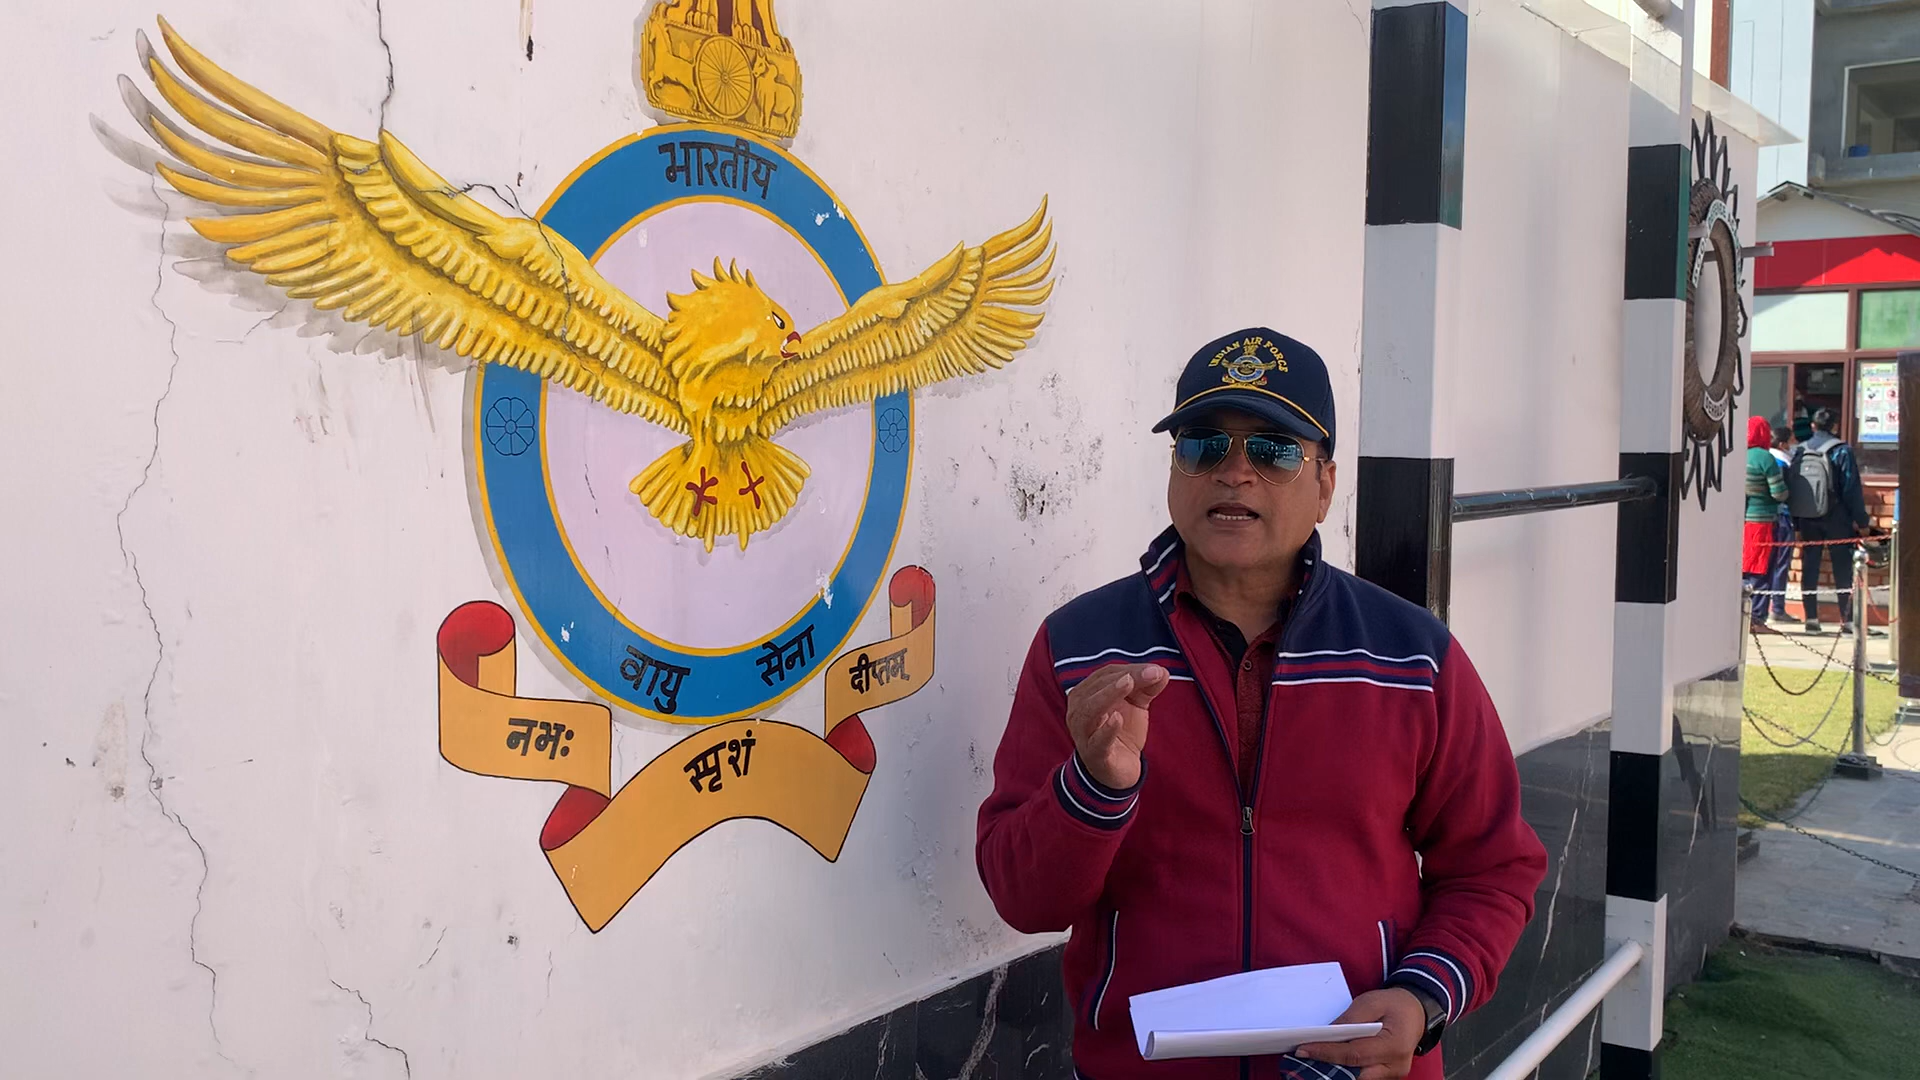 भारतीय
वायु सेना
नभः स्पृशं दीप्तम्
INDIAN AIR FORCE